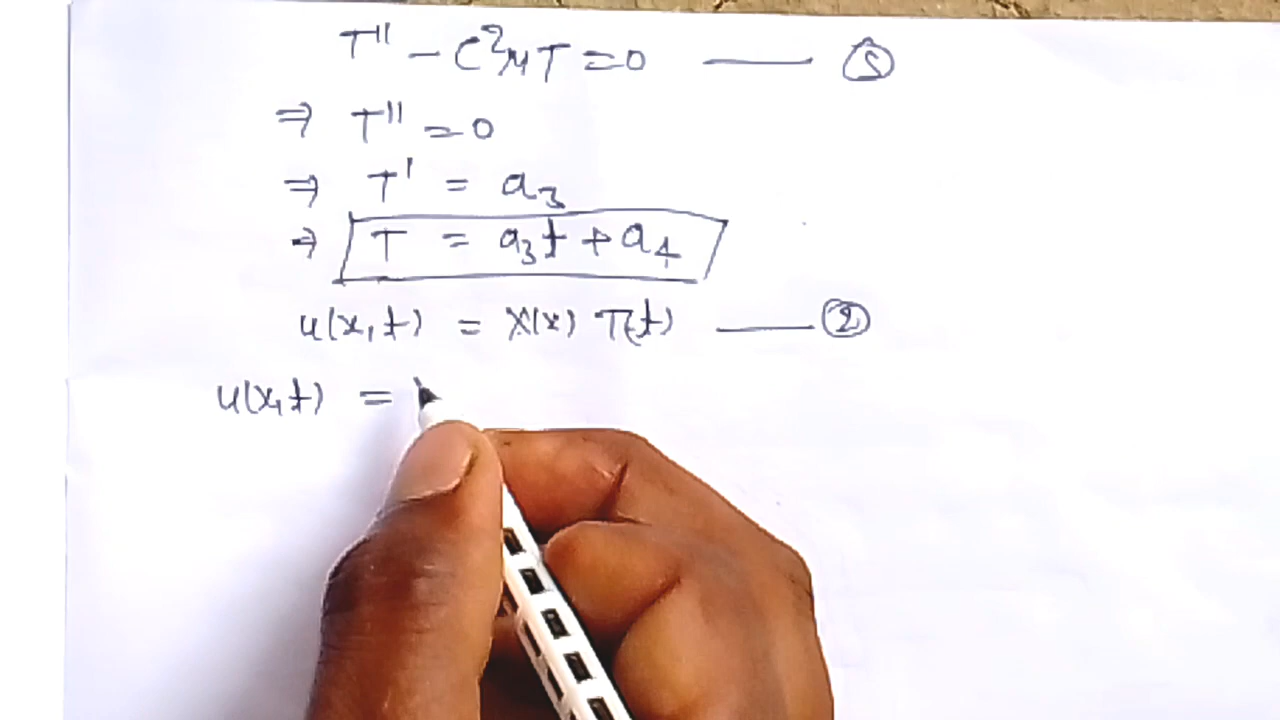 T'' - C²μT = 0 —— ⑤
⇒ T'' = 0
⇒ T' = a₃
⇒ T = a₃t + a₄
u(x,t) = X(x) T(t) —— ②
u(x,t) =